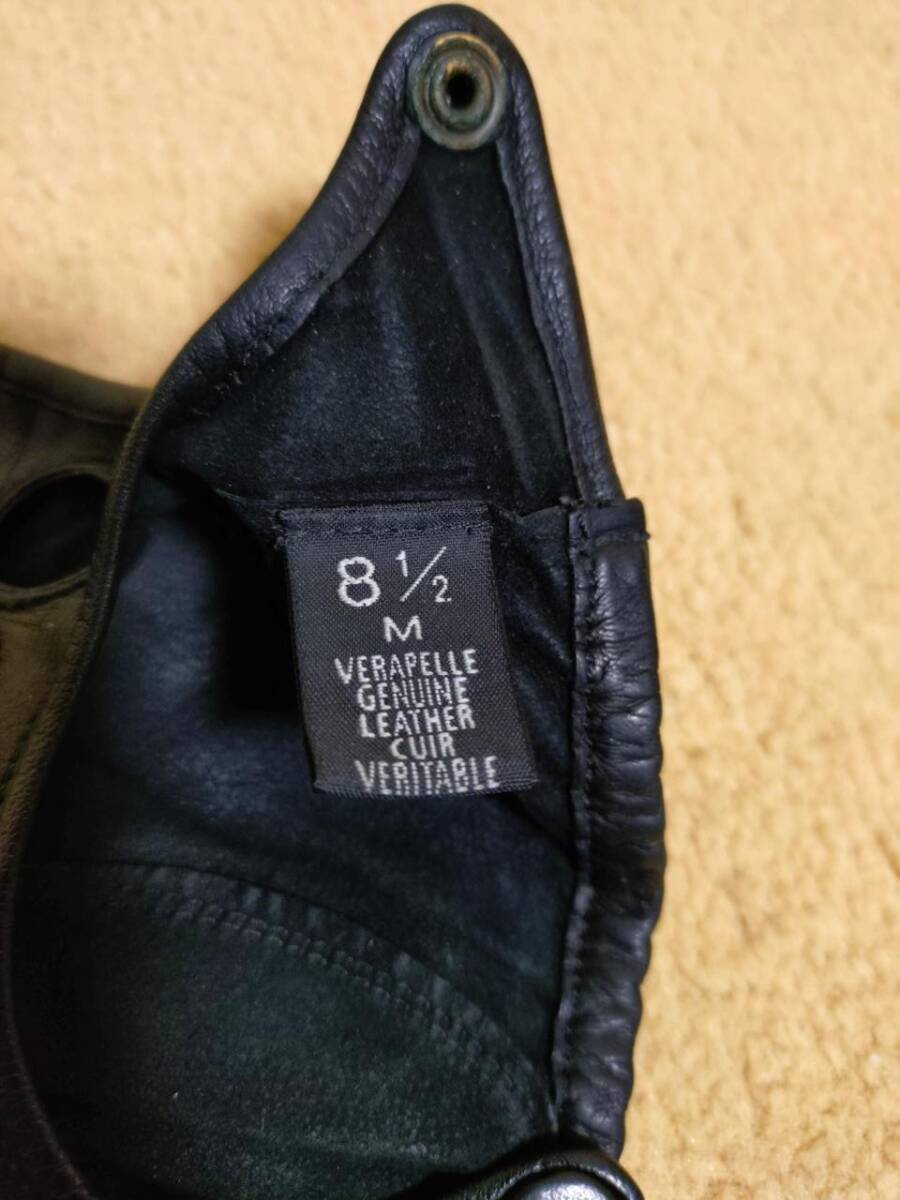 8 1/2
M
VERAPELLE
GENUINE
LEATHER
CUIR
VERITABLE